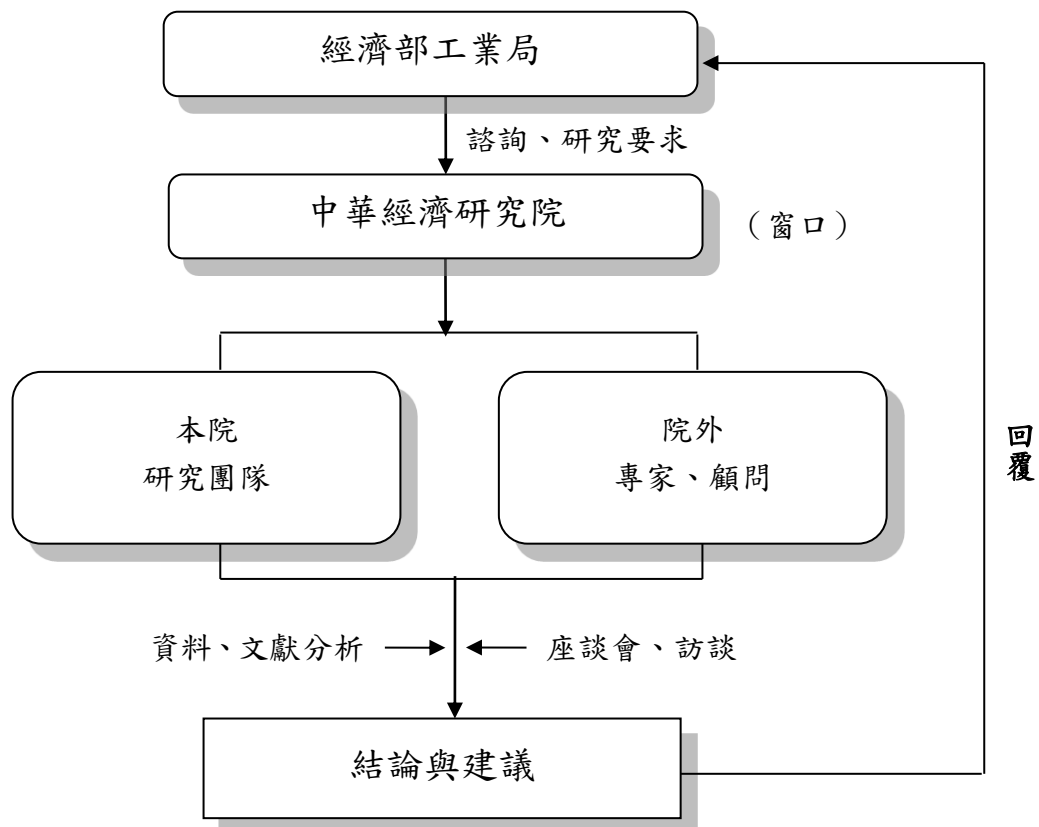 經濟部工業局
諮詢、研究要求
中華經濟研究院
（窗口）
本院
研究團隊
院外
專家、顧問
回覆
資料、文獻分析
座談會、訪談
結論與建議